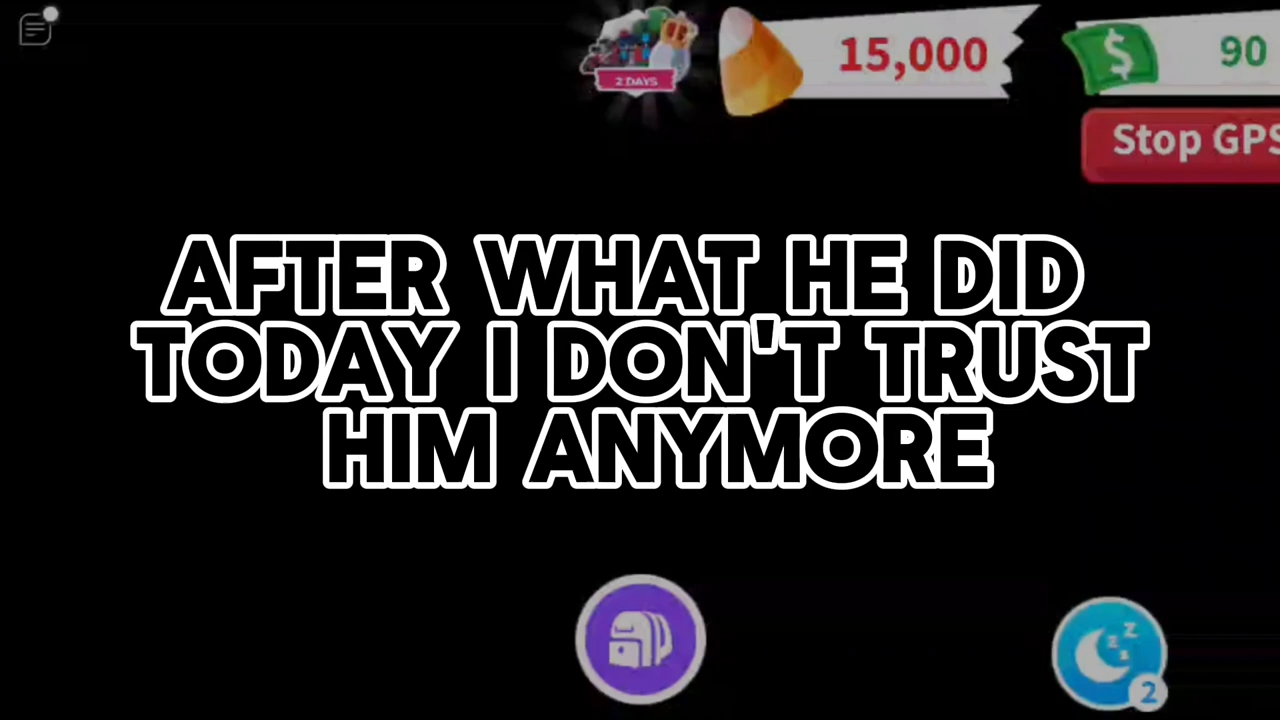 2 DAYS
15,000
90
Stop GPS
AFTER WHAT HE DID
TODAY I DON'T TRUST
HIM ANYMORE
z z z
2